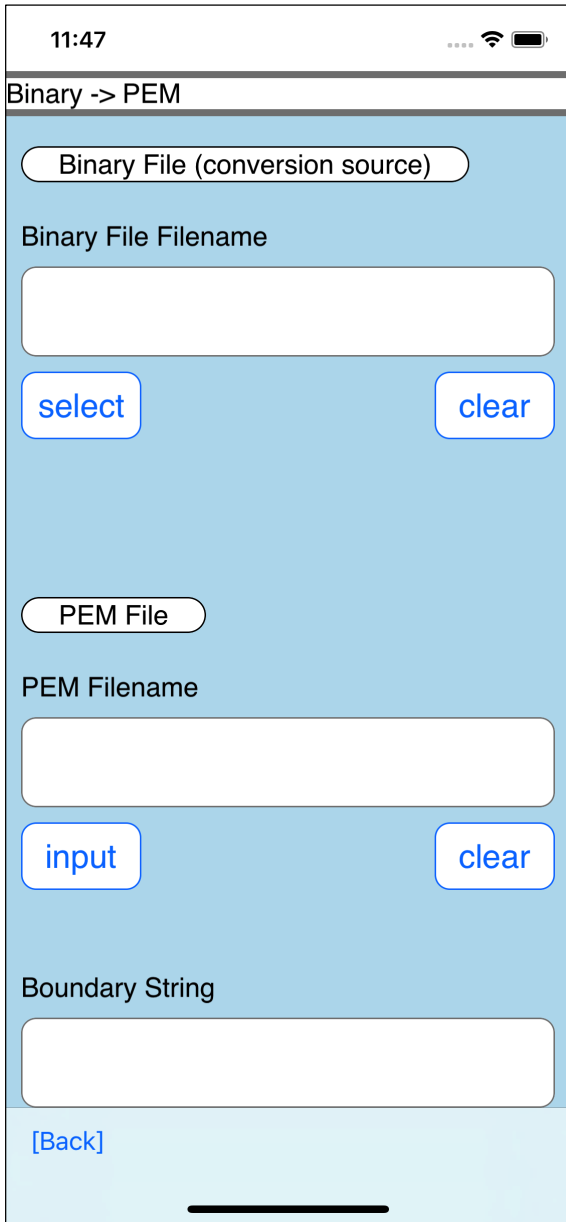 11:47
Binary -> PEM
Binary File (conversion source)
Binary File Filename
select
clear
PEM File
PEM Filename
input
clear
Boundary String
[Back]